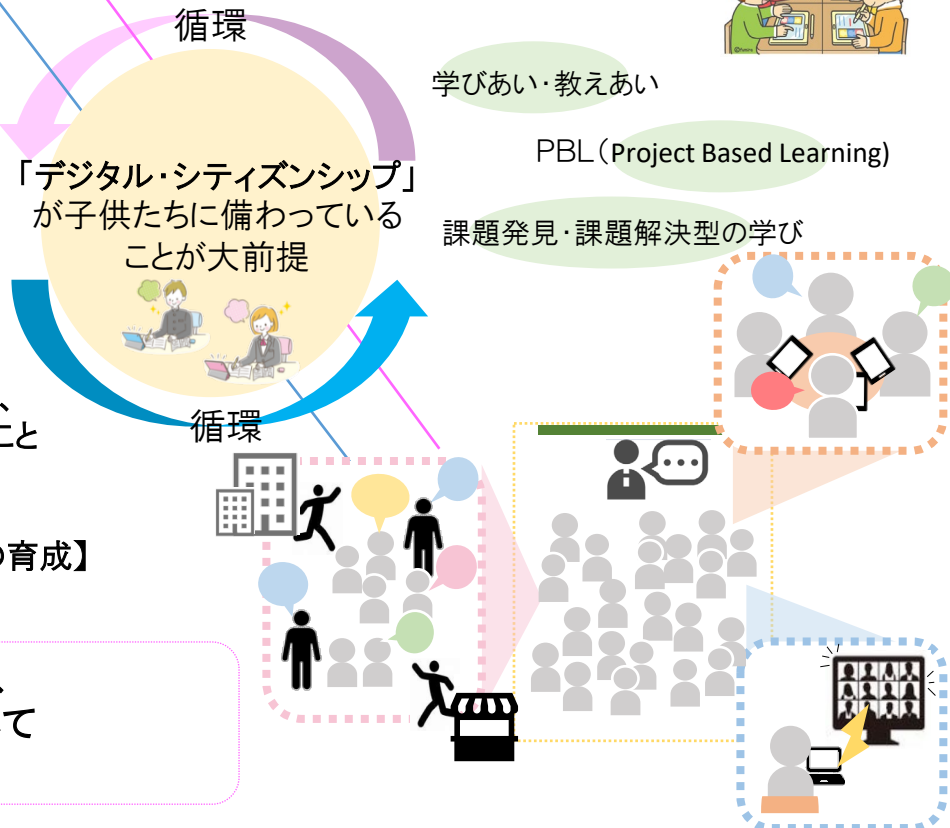 循環
学びあい・教えあい
PBL(Project Based Learning)
「デジタル・シティズンシップ」
が子供たちに備わっている
ことが大前提
課題発見・課題解決型の学び
、
こと
循環
の育成】
、
て